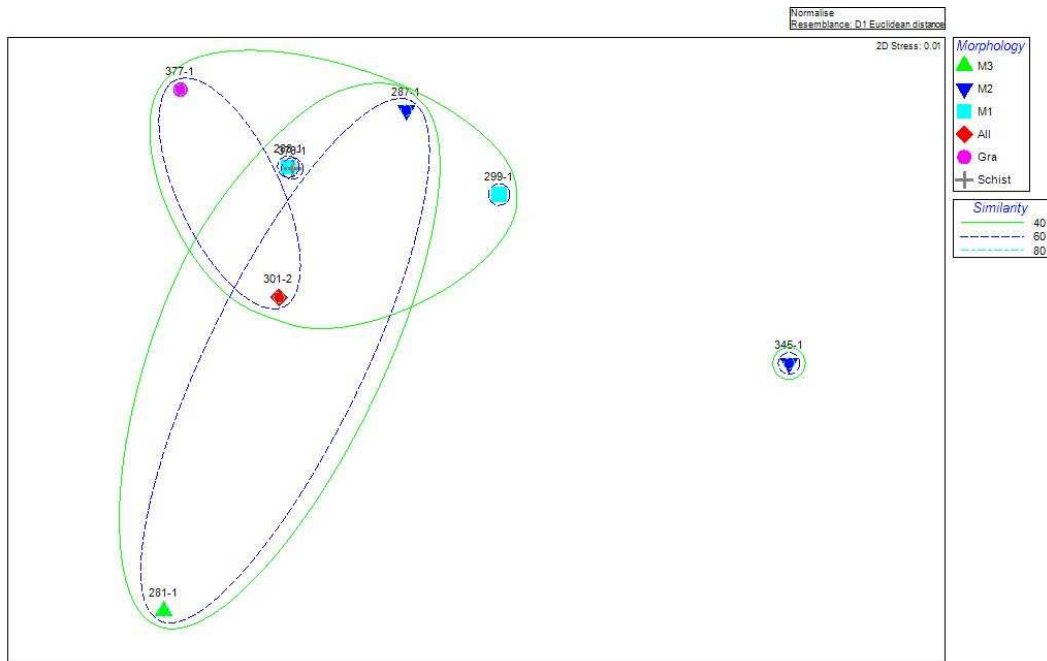 Normalise
Resemblance: D1 Euclidean distance
2D Stress: 0.01
Morphology
M3
M2
M1
All
Gra
Schist
Similarity
40
60
80
377-1
287-1
299-1
301-2
345-1
281-1